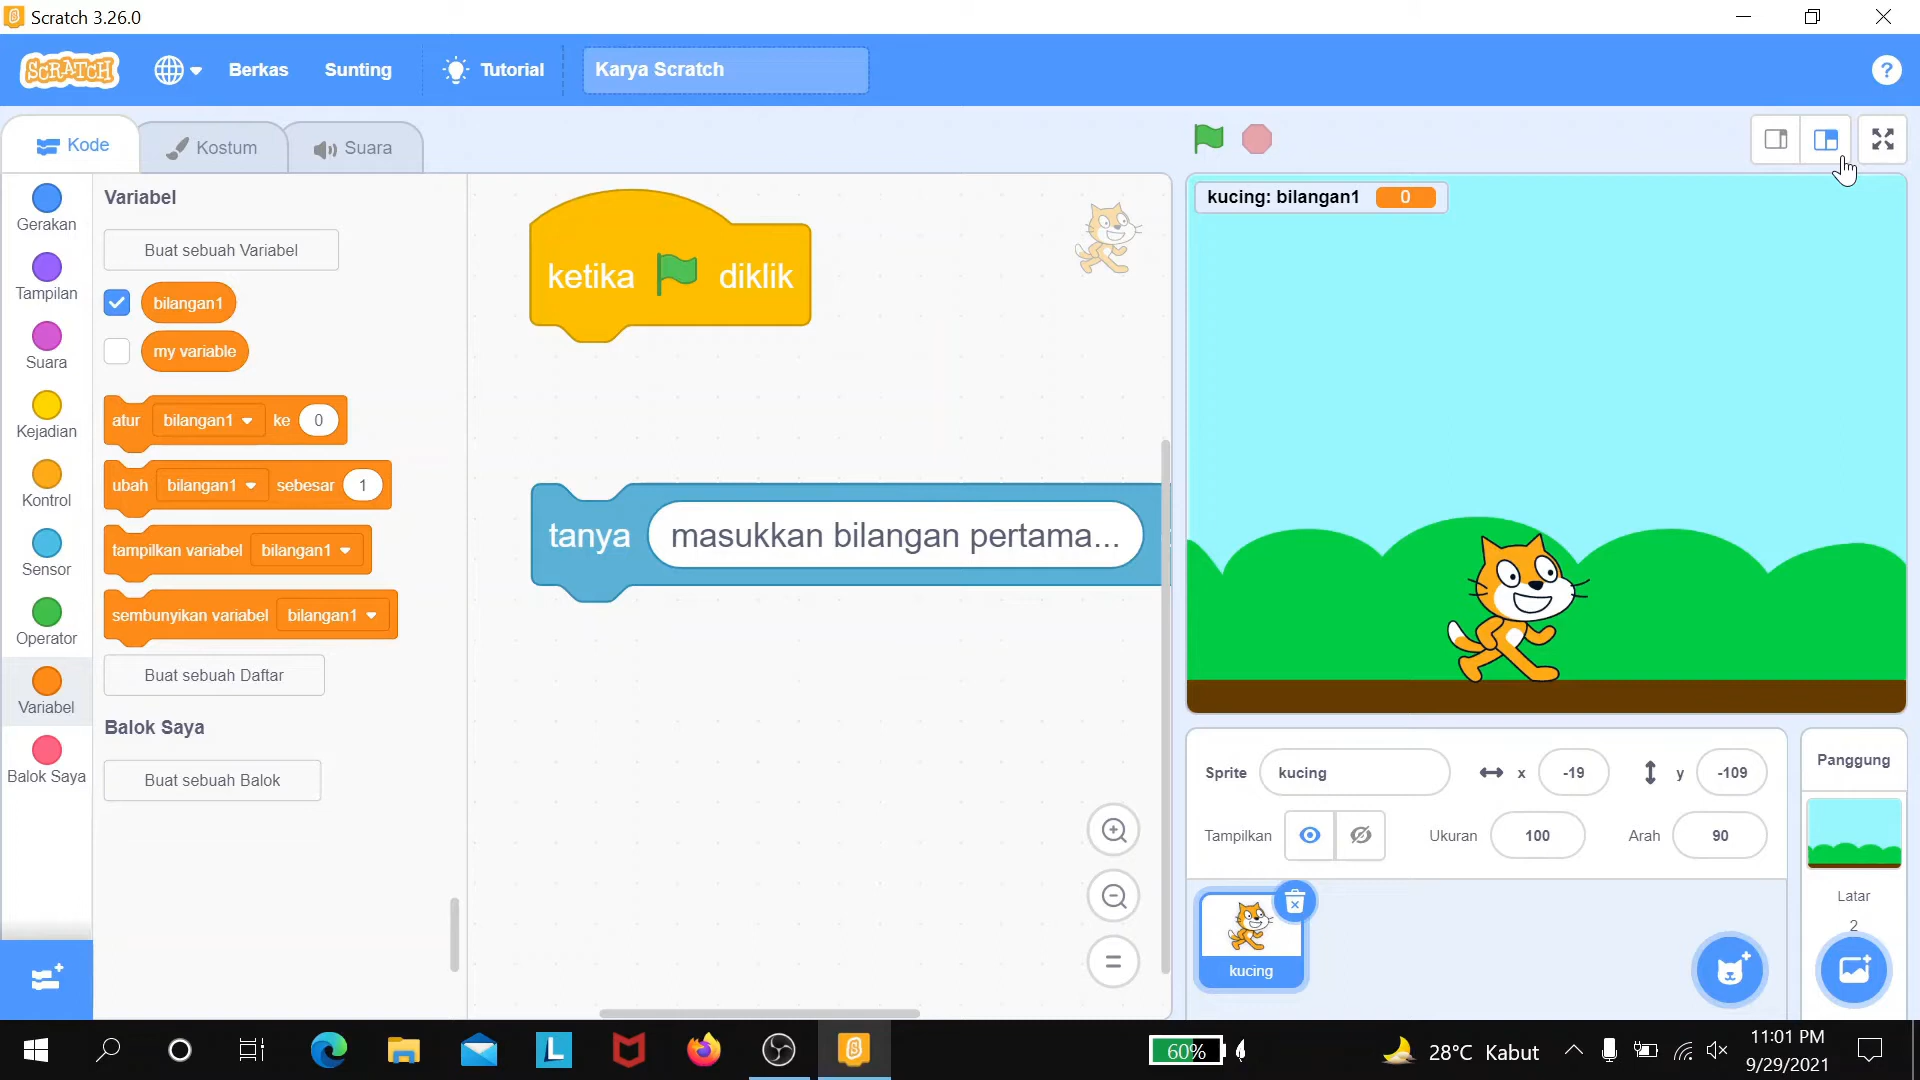 Scratch 3.26.0
SCRATCH
Berkas
Sunting
Tutorial
Karya Scratch
?
Kode
Kostum
Suara
Gerakan
Tampilan
Suara
Kejadian
Kontrol
Sensor
Operator
Variabel
Balok Saya
Variabel
Buat sebuah Variabel
bilangan1
my variable
atur bilangan1 ke 0
ubah bilangan1 sebesar 1
tampilkan variabel bilangan1
sembunyikan variabel bilangan1
Buat sebuah Daftar
Balok Saya
Buat sebuah Balok
ketika diklik
tanya masukkan bilangan pertama...
kucing: bilangan1 0
Sprite kucing x -19 y -109
Tampilkan Ukuran 100 Arah 90
kucing
Panggung
Latar
2
60%
28°C Kabut
11:01 PM
9/29/2021